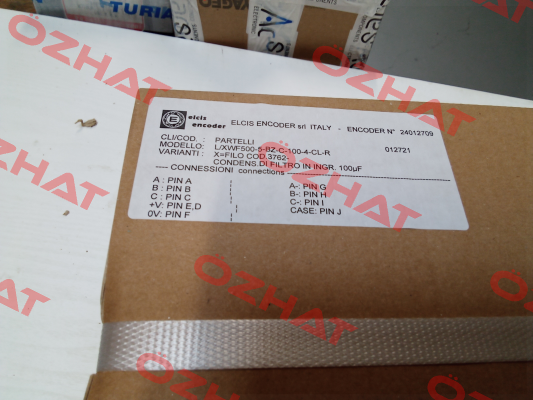 TURIA
YAGEO
elcis
encoder
ELCIS ENCODER srl ITALY - ENCODER N° 24012709
CLI/COD. : PARTELLI
MODELLO: L/XWF500-5-BZ-C-100-4-CL-R 012721
VARIANTI : X=FILO COD.3762-
CONDENS.DI FILTRO IN INGR. 100uF
---- CONNESSIONI connections ----
A : PIN A A-: PIN G
B : PIN B B-: PIN H
C : PIN C C-: PIN I
+V: PIN E,D CASE: PIN J
0V: PIN F
OZHAT
OZHAT
OZHAT
OZHAT
OZHAT
OZHAT